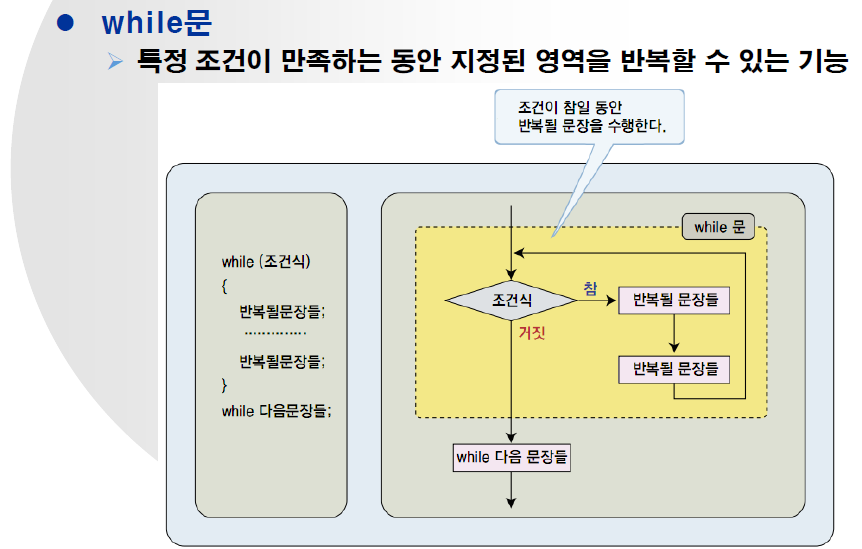 while문
특정 조건이 만족하는 동안 지정된 영역을 반복할 수 있는 기능
조건이 참일 동안
반복될 문장을 수행한다.
while (조건식)
{
반복될문장들;
..............
반복될문장들;
}
while 다음문장들;
while 문
조건식
참
반복될 문장들
거짓
반복될 문장들
while 다음 문장들